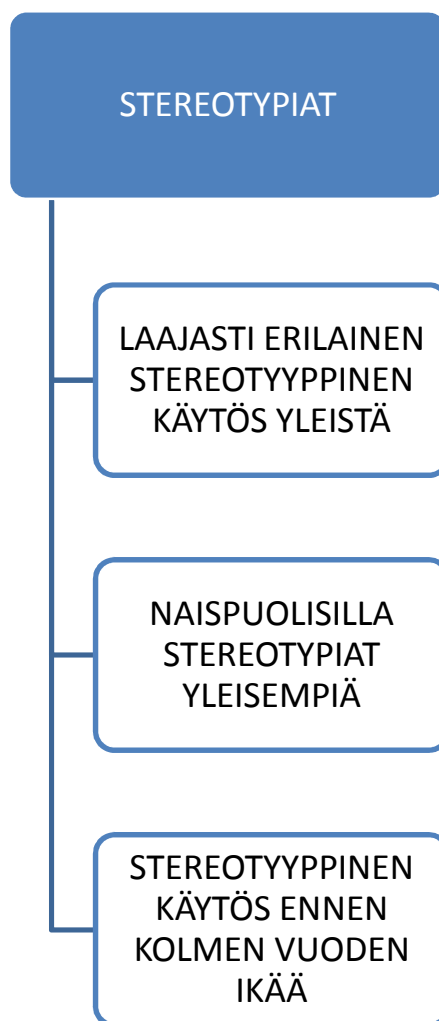 STEREOTYPIAT
LAAJASTI ERILAINEN
STEREOTYYPPINEN
KÄYTÖS YLEISTÄ
NAISPUOLISILLA
STEREOTYPIAT
YLEISEMPIÄ
STEREOTYYPPINEN
KÄYTÖS ENNEN
KOLMEN VUODEN
IKÄÄ